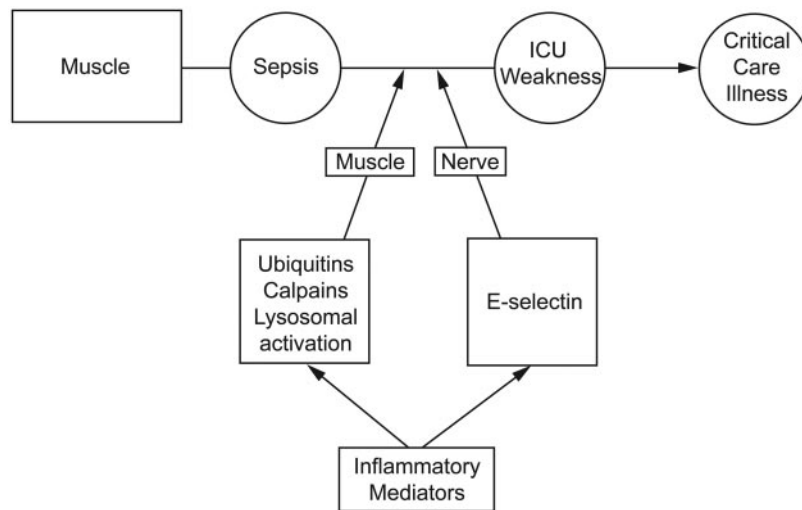 Muscle
Sepsis
ICU
Weakness
Critical
Care
Illness
Muscle
Nerve
Ubiquitins
Calpains
Lysosomal
activation
E-selectin
Inflammatory
Mediators